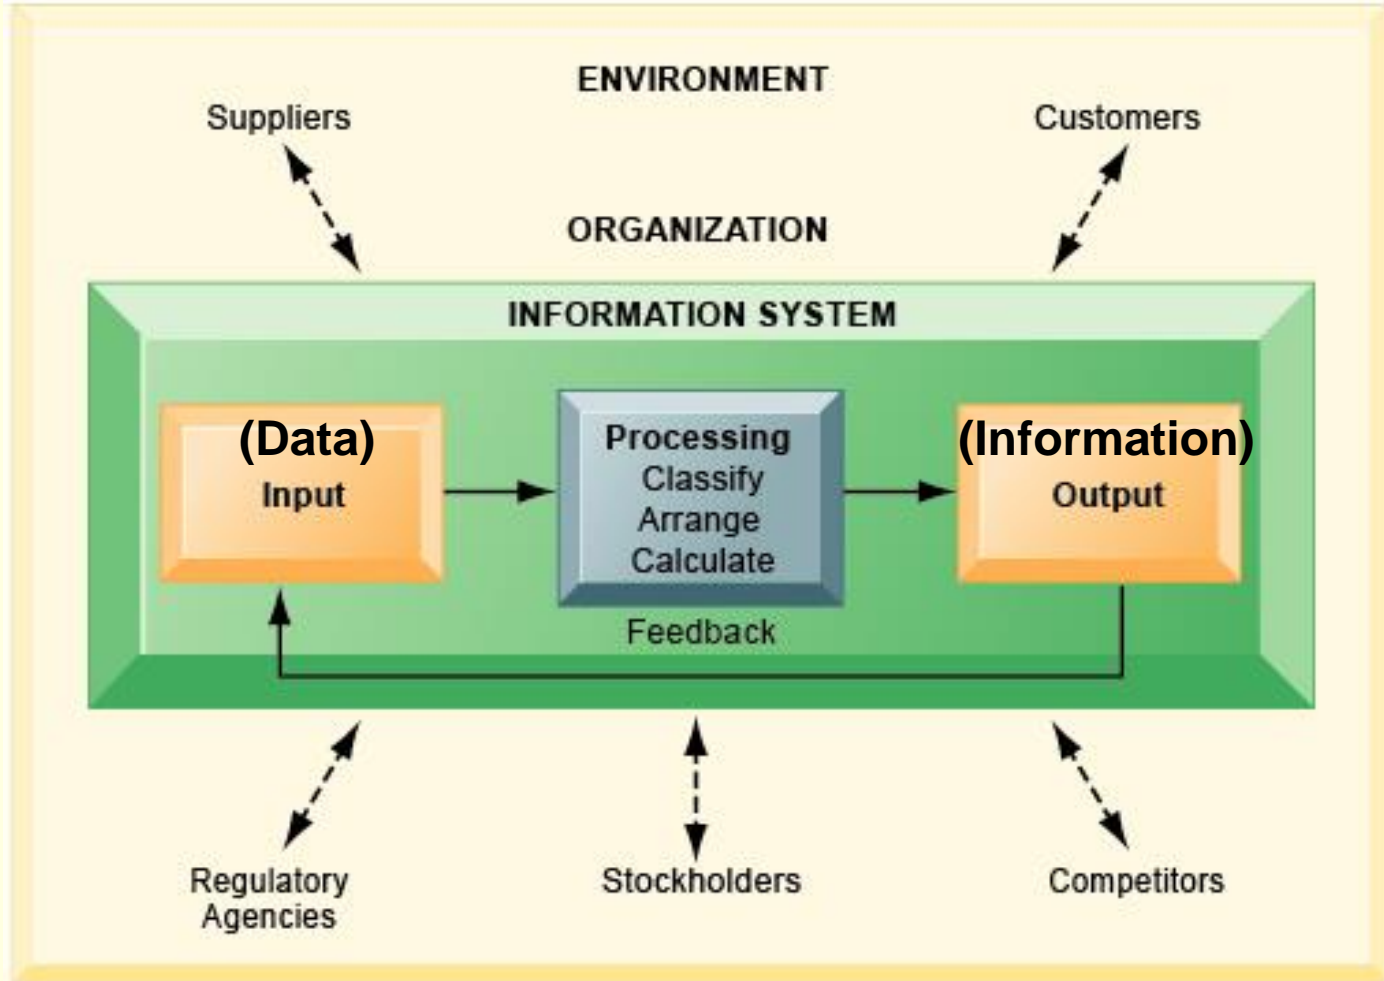 ENVIRONMENT
Suppliers
Customers
ORGANIZATION
INFORMATION SYSTEM
(Data)
Input
Processing
Classify
Arrange
Calculate
(Information)
Output
Feedback
Regulatory
Agencies
Stockholders
Competitors